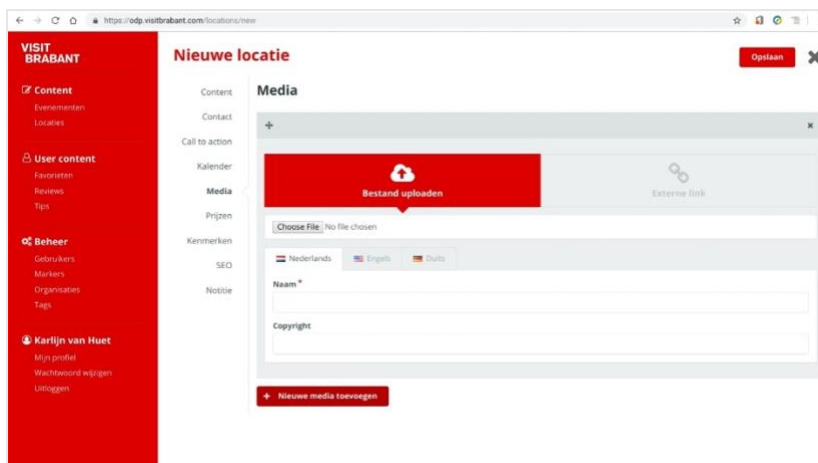 https://odp.visitbrabant.com/locations/new
VISIT
BRABANT
Content
Evenementen
Locaties
User content
Favorieten
Reviews
Tips
Beheer
Gebruikers
Markers
Organisaties
Tags
Karlijn van Huet
Mijn profiel
Wachtwoord wijzigen
Uitloggen
Nieuwe locatie
Opslaan
Content
Contact
Call to action
Kalender
Media
Prijzen
Kenmerken
SEO
Notitie
Media
Bestand uploaden
Externe link
Choose File No file chosen
Nederlands
Engels
Duits
Naam *
Copyright
+ Nieuwe media toevoegen